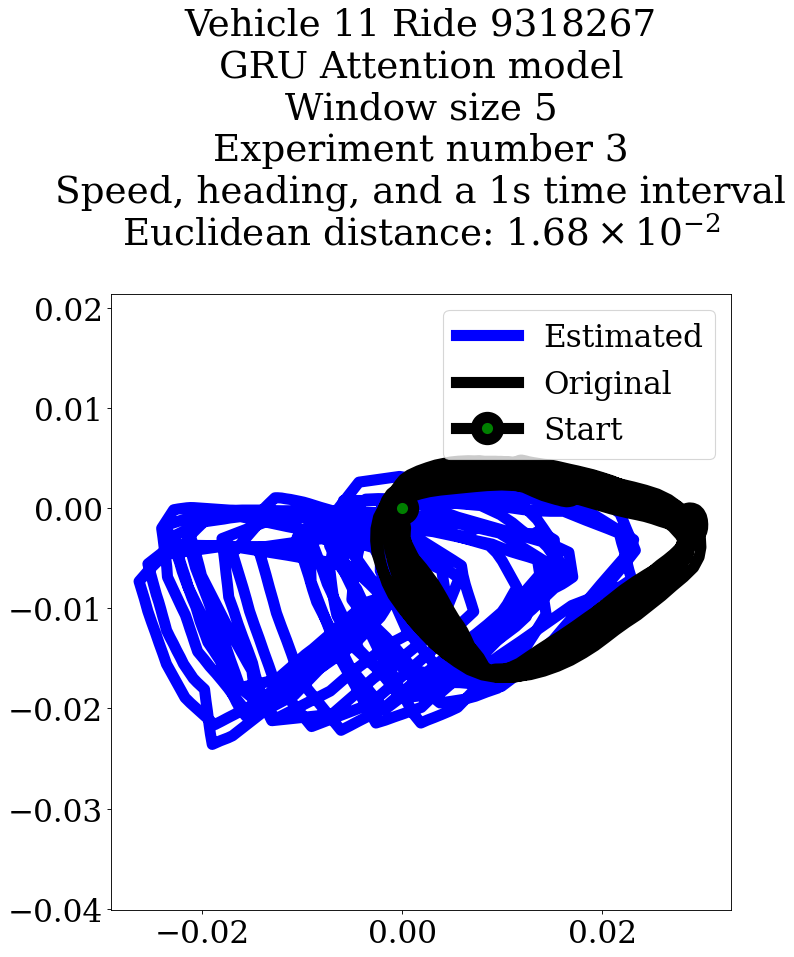 Vehicle 11 Ride 9318267
GRU Attention model
Window size 5
Experiment number 3
Speed, heading, and a 1s time interval
Euclidean distance: 1.68 × 10⁻²
0.02
Estimated
0.01
Original
Start
0.00
−0.01
−0.02
−0.03
−0.04
−0.02 0.00 0.02